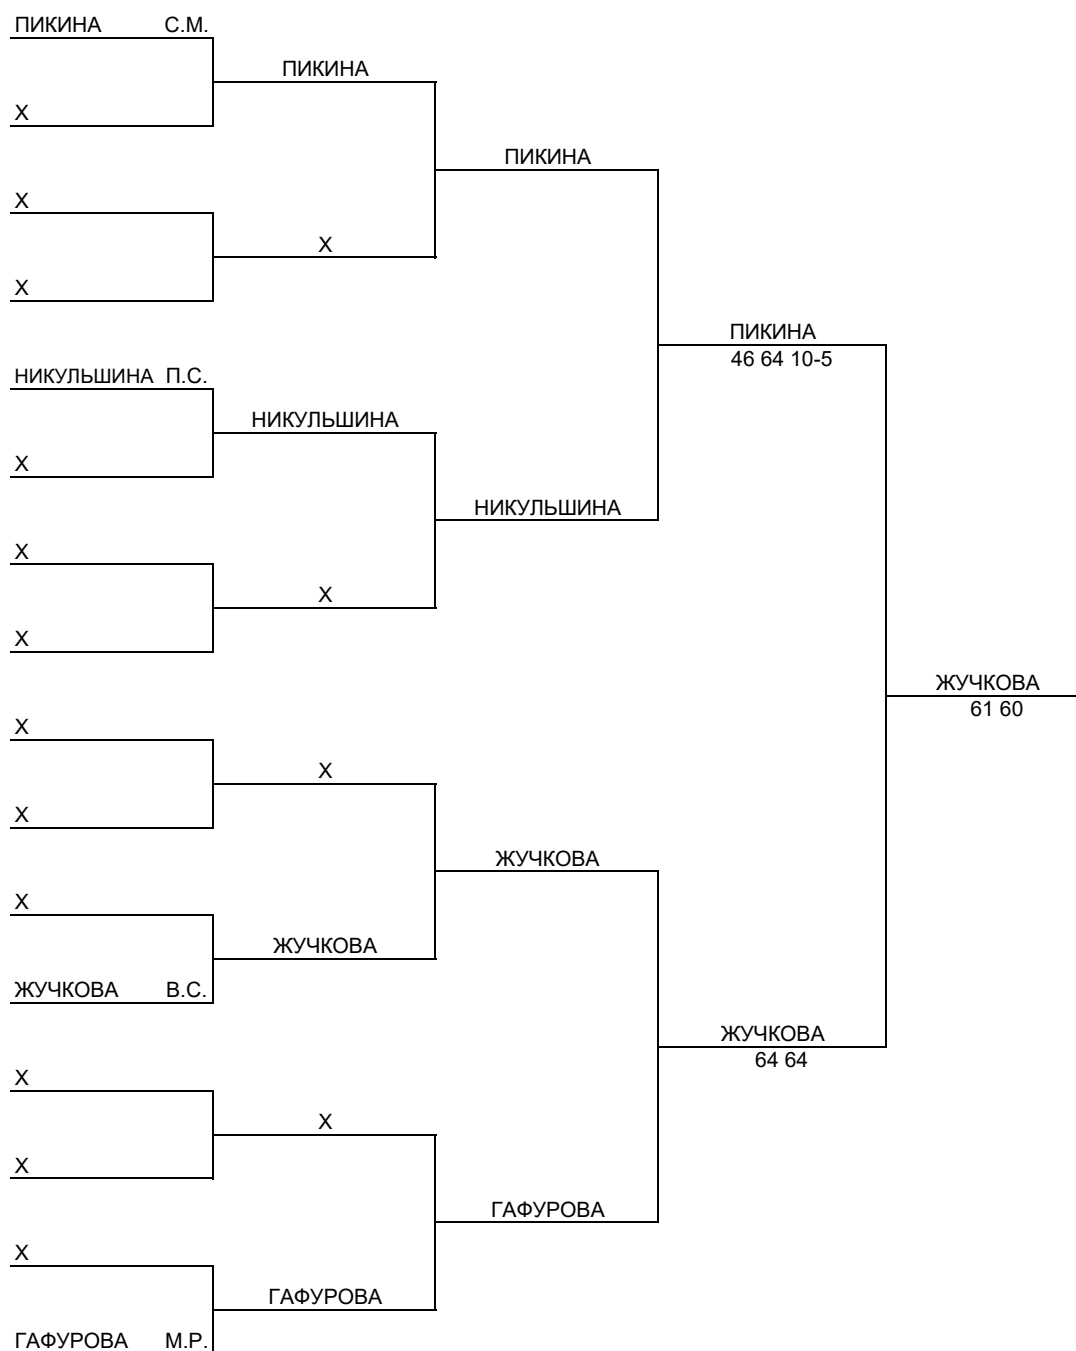 ПИКИНА С.М.
ПИКИНА
Х
ПИКИНА
Х
Х
Х
ПИКИНА
46 64 10-5
НИКУЛЬШИНА П.С.
НИКУЛЬШИНА
Х
НИКУЛЬШИНА
Х
Х
Х
ЖУЧКОВА
61 60
Х
Х
Х
ЖУЧКОВА
Х
ЖУЧКОВА
ЖУЧКОВА В.С.
ЖУЧКОВА
64 64
Х
Х
Х
ГАФУРОВА
Х
ГАФУРОВА
ГАФУРОВА М.Р.